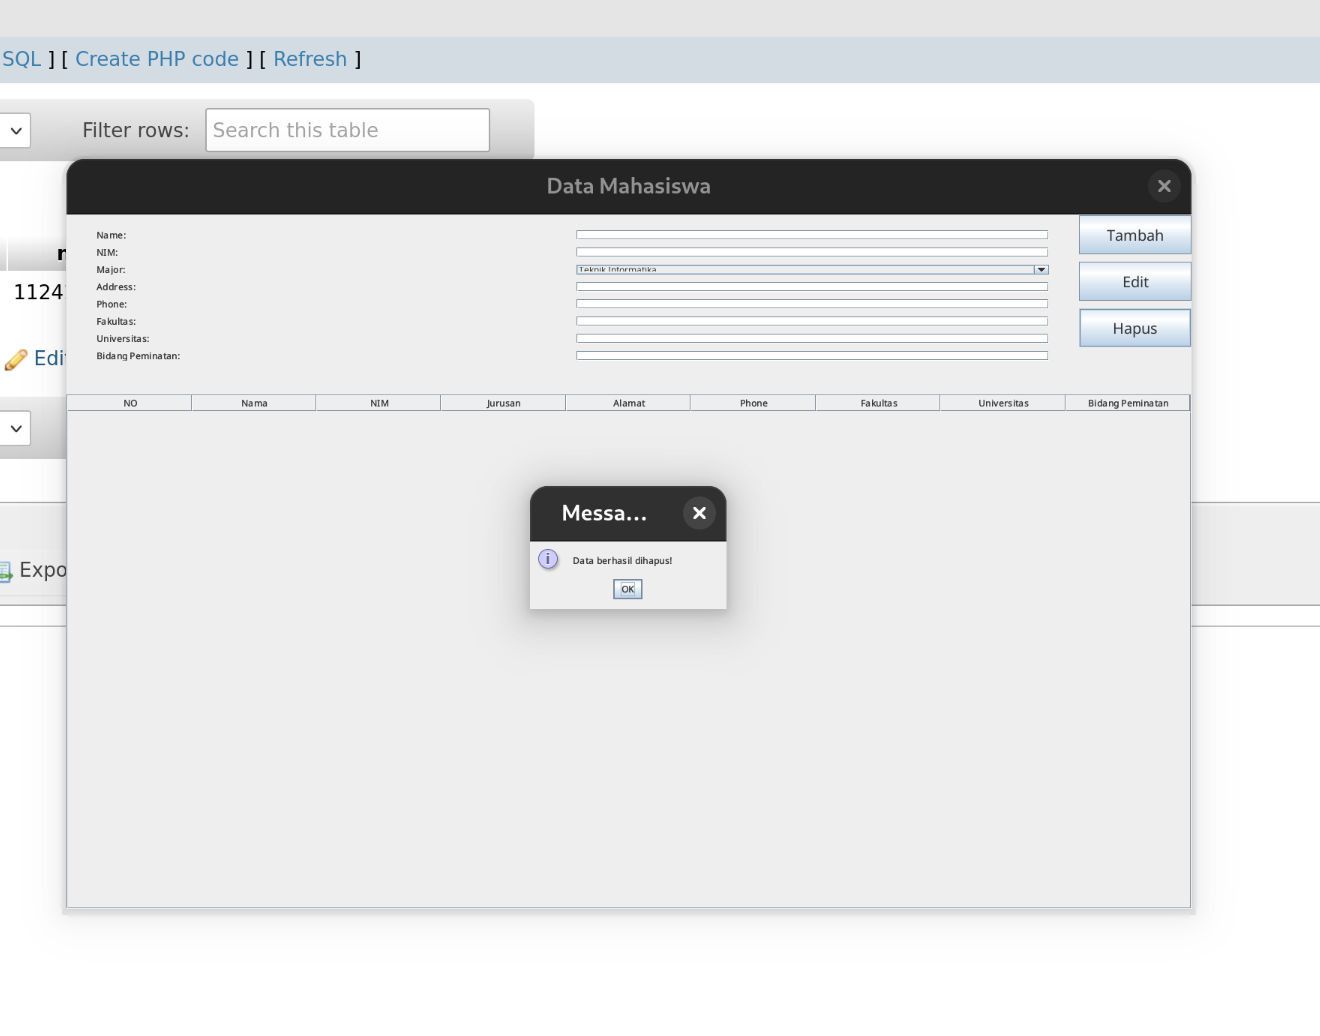 SQL ] [ Create PHP code ] [ Refresh ]
Filter rows: Search this table
Data Mahasiswa
Name:
Tambah
NIM:
Major: Teknik Informatika
Address:
Edit
Phone:
Fakultas:
Hapus
Universitas:
Bidang Peminatan:
1124
Edit
NO Nama NIM Jurusan Alamat Phone Fakultas Universitas Bidang Peminatan
Messa...
Data berhasil dihapus!
OK
Expo